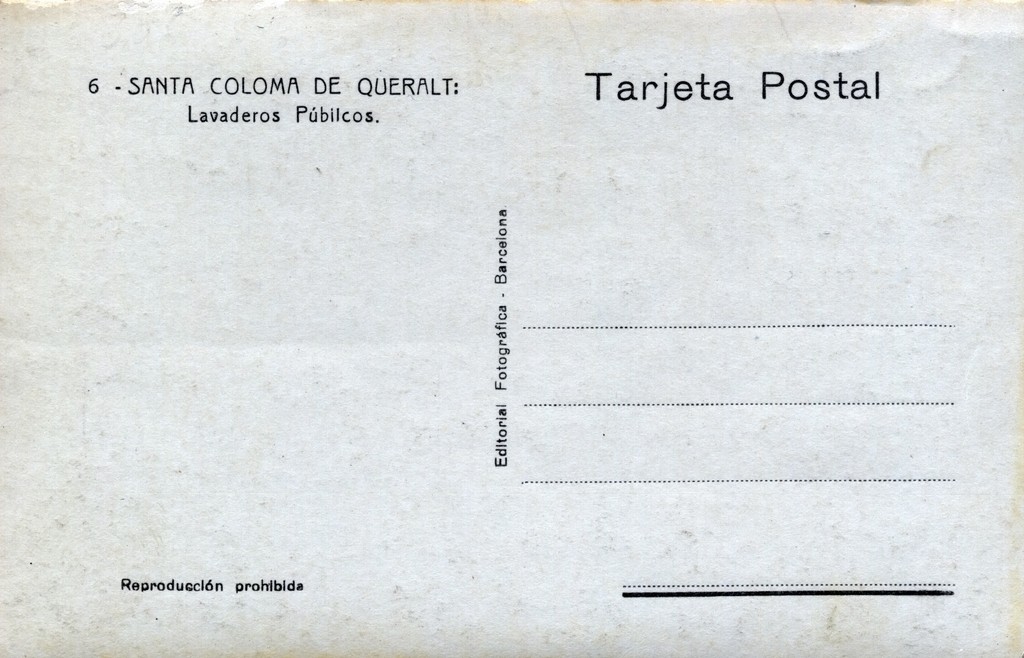 6 - SANTA COLOMA DE QUERALT:
Lavaderos Púbilcos.
Tarjeta Postal
Editorial Fotográfica - Barcelona
Reproducción prohibida